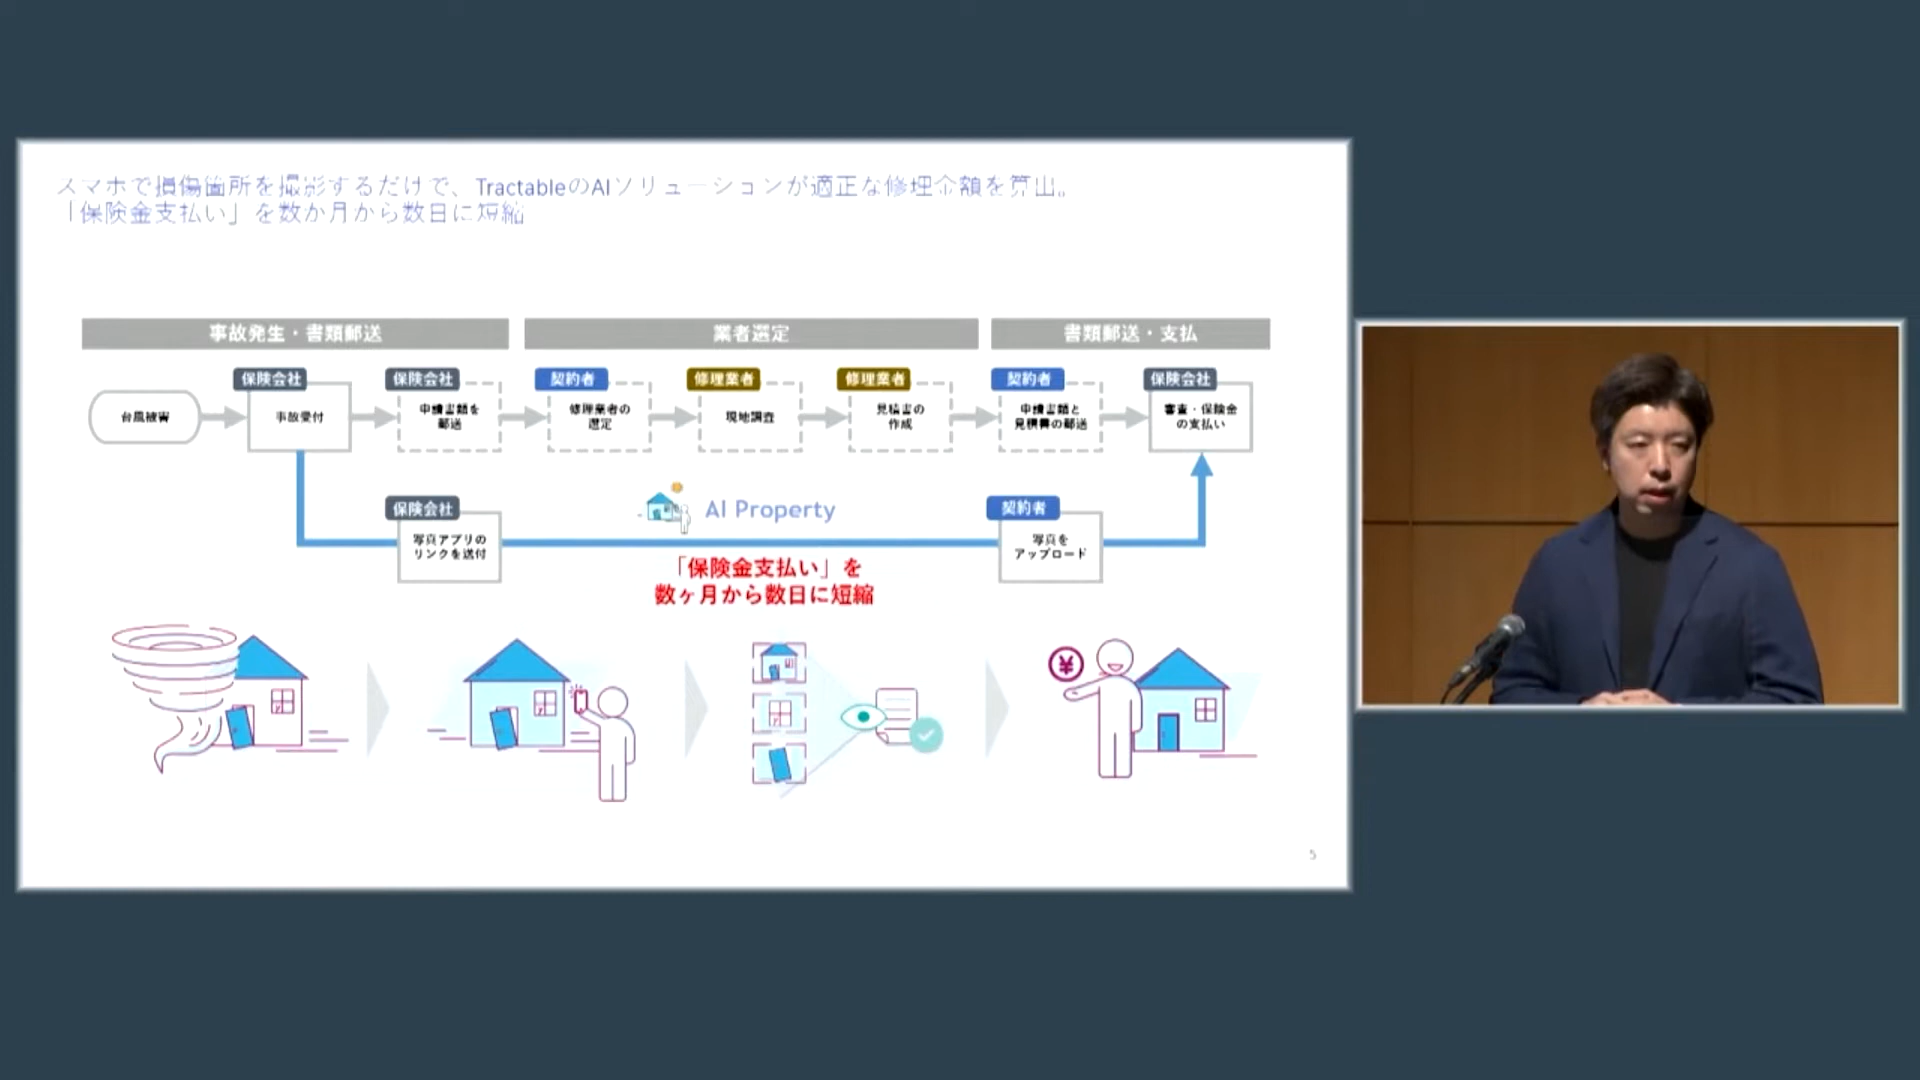 スマホで損傷箇所を撮影するだけで、TractableのAIソリューションが適正な修理金額を算出。
「保険金支払い」を数か月から数日に短縮
事故発生・書類郵送
業者選定
書類郵送・支払
保険会社
保険会社
契約者
修理業者
修理業者
契約者
保険会社
台風被害
事故受付
申請書類を
郵送
修理業者の
選定
現地調査
見積書の
作成
申請書類と
見積書の郵送
審査・保険金
の支払い
保険会社
写真アプリの
リンクを送付
AI Property
「保険金支払い」を
数ヶ月から数日に短縮
契約者
写真を
アップロード
¥
5